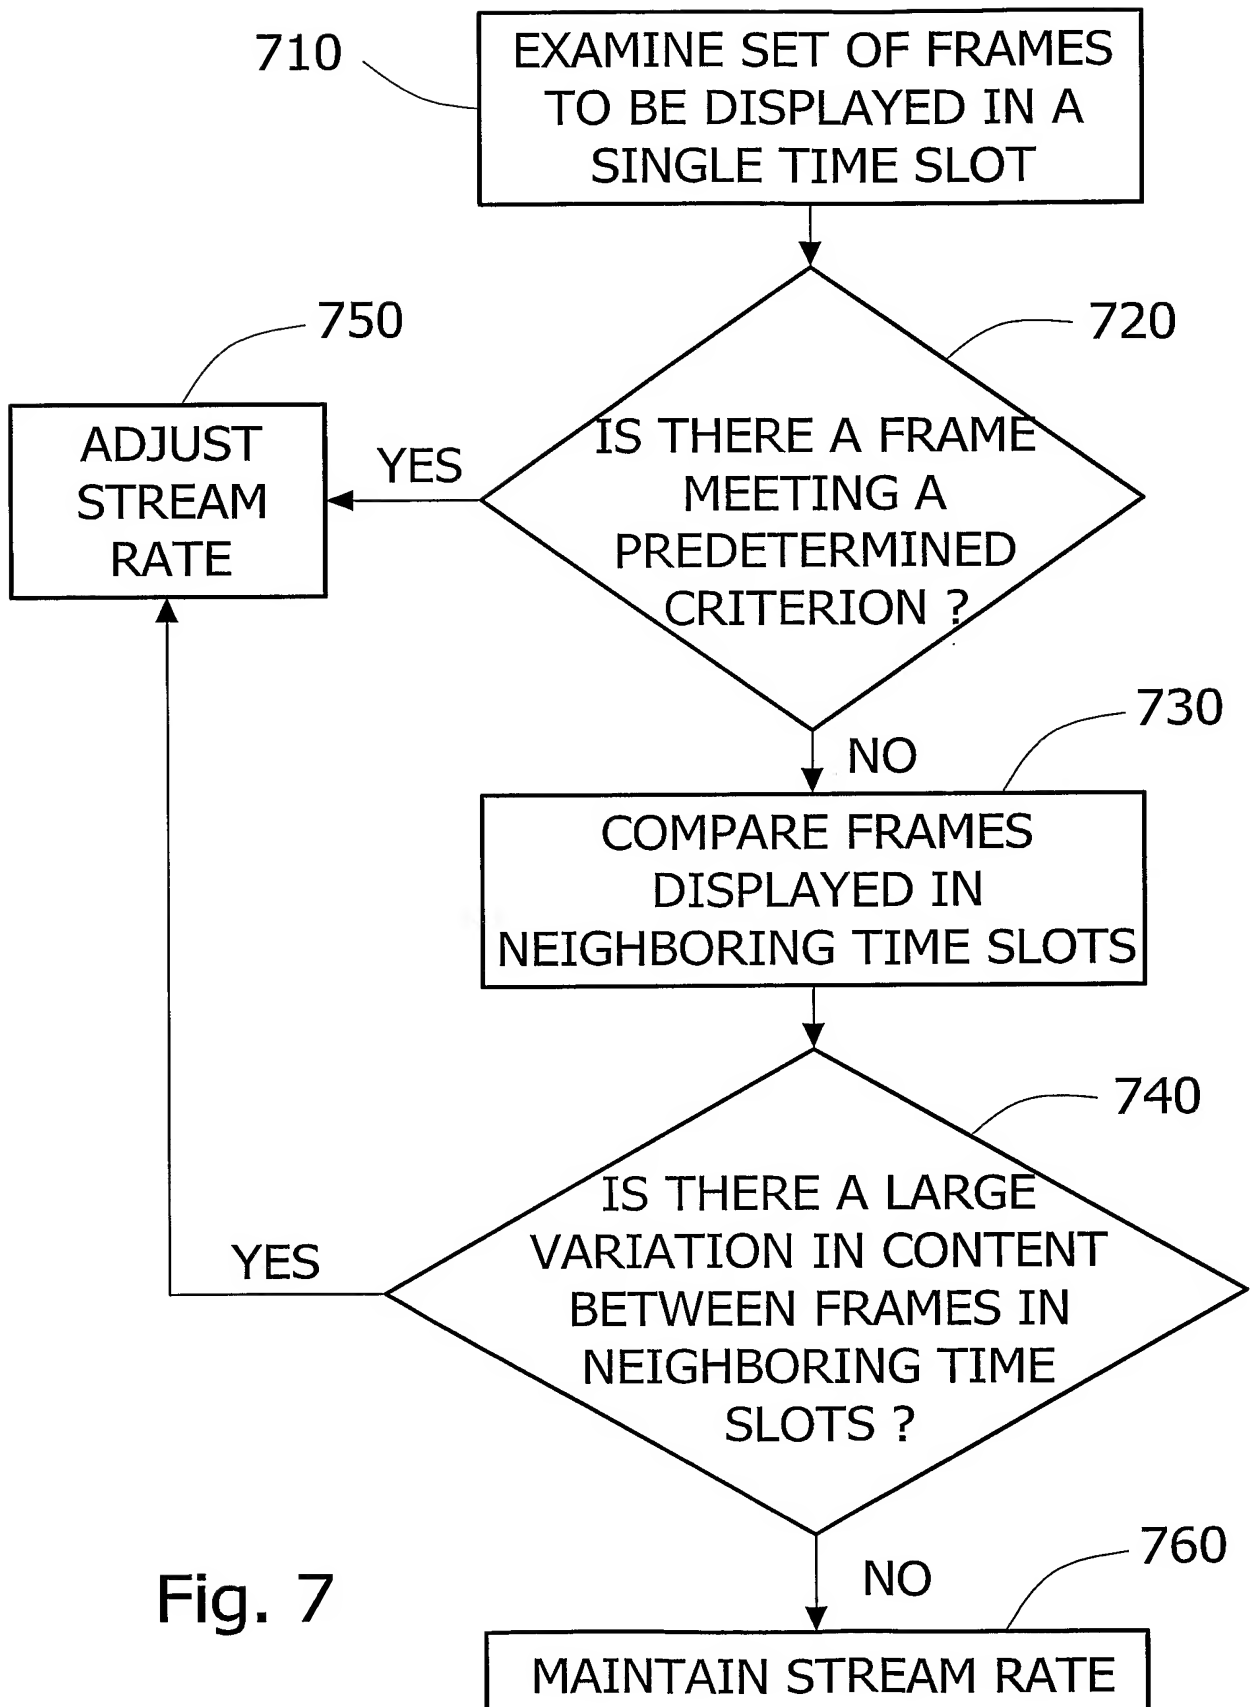 710
EXAMINE SET OF FRAMES
TO BE DISPLAYED IN A
SINGLE TIME SLOT
750
720
ADJUST
STREAM
RATE
YES
IS THERE A FRAME
MEETING A
PREDETERMINED
CRITERION ?
730
NO
COMPARE FRAMES
DISPLAYED IN
NEIGHBORING TIME SLOTS
740
IS THERE A LARGE
VARIATION IN CONTENT
BETWEEN FRAMES IN
NEIGHBORING TIME
SLOTS ?
YES
760
NO
Fig. 7
MAINTAIN STREAM RATE